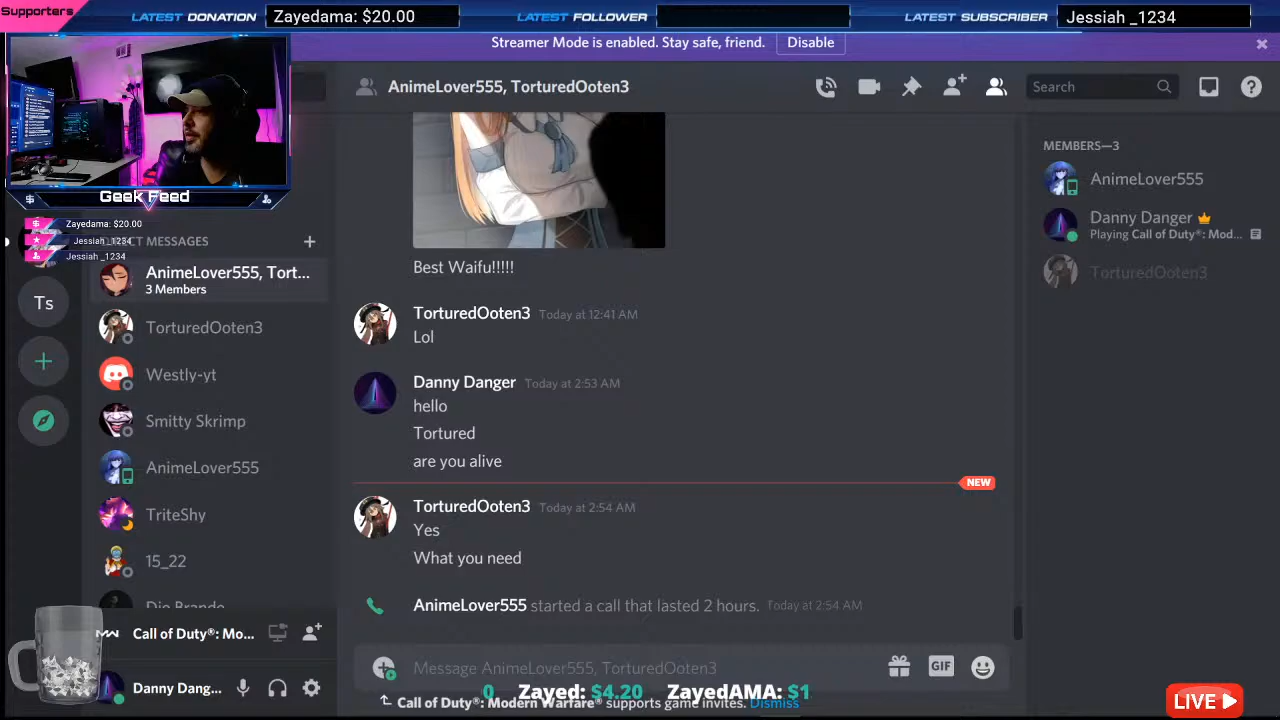 Supporters
LATEST DONATION
Zayedama: $20.00
LATEST FOLLOWER
LATEST SUBSCRIBER
Jessiah _1234
Streamer Mode is enabled. Stay safe, friend.
Disable
AnimeLover555, TorturedOoten3
Search
Geek Feed
Zayedama: $20.00
Jessiah _1234
Jessiah _1234
CT MESSAGES
AnimeLover555, Tort...
3 Members
Ts
TorturedOoten3
Westly-yt
Smitty Skrimp
AnimeLover555
TriteShy
15_22
Dio Brando
Call of Duty®: Mo...
Danny Dang...
Best Waifu!!!!!
TorturedOoten3 Today at 12:41 AM
Lol
Danny Danger Today at 2:53 AM
hello
Tortured
are you alive
NEW
TorturedOoten3 Today at 2:54 AM
Yes
What you need
AnimeLover555 started a call that lasted 2 hours. Today at 2:54 AM
Message AnimeLover555, TorturedOoten3
GIF
0 Zayed: $4.20 ZayedAMA: $1
Call of Duty®: Modern Warfare® supports game invites. Dismiss
MEMBERS—3
AnimeLover555
Danny Danger
Playing Call of Duty®: Mod...
TorturedOoten3
LIVE